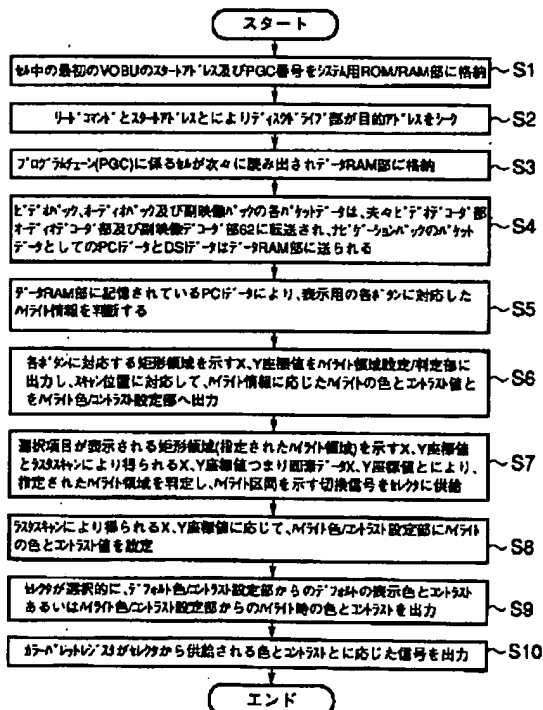 スタート
セル中の最初のVOBUのスタートアドレス及びPGC番号をシステム用ROM/RAM部に格納
S1
リードコマンドとスタートアドレスとによりディスクドライブ部が目的アドレスをシーク
S2
プログラムチェーン(PGC)に係るセルが次々に読み出されデータRAM部に格納
S3
ビデオパック、オーディオパック及び副映像パックの各パケットデータは、夫々ビデオデコーダ部
オーディオデコーダ部及び副映像デコーダ部62に転送され、ナビゲーションパックのパケット
データとしてのPCIデータとDSIデータはデータRAM部に送られる
S4
データRAM部に記憶されているPCIデータにより、表示用の各ボタンに対応した
ハイライト情報を判断する
S5
各ボタンに対応する矩形領域を示すX、Y座標値をハイライト領域設定/判定部に
出力し、スキャン位置に対応して、ハイライト情報に応じたハイライトの色とコントラスト値と
をハイライト色/コントラスト設定部へ出力
S6
選択項目が表示される矩形領域(指定されたハイライト領域)を示すX、Y座標値
とラスタスキャンにより得られるX、Y座標値つまり画源データX、Y座標値とにより、
指定されたハイライト領域を判定し、ハイライト区間を示す切換信号をセレクタに供給
S7
ラスタスキャンにより得られるX、Y座標値に応じて、ハイライト色/コントラスト設定部にハイライト
の色とコントラスト値を設定
S8
セレクタが選択的に、デフォルト色/コントラスト設定部からのデフォルトの表示色とコントラスト
あるいはハイライト色/コントラスト設定部からのハイライト時の色とコントラストを出力
S9
カラーパレットレジスタがセレクタから供給される色とコントラストとに応じた信号を出力
S10
エンド